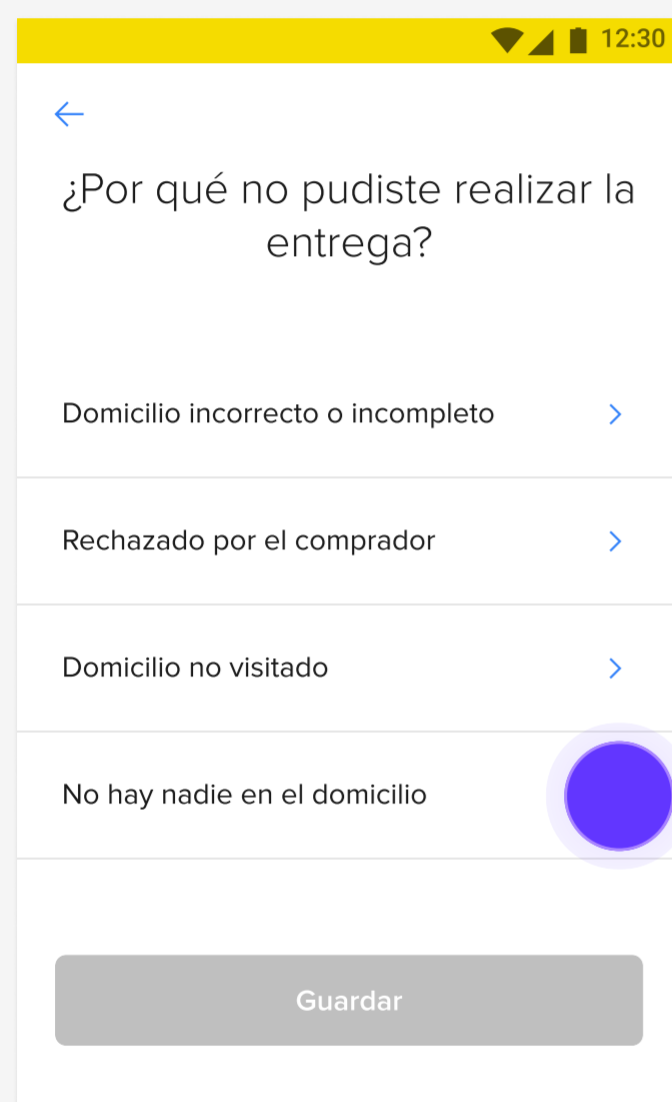 12:30
¿Por qué no pudiste realizar la
entrega?
Domicilio incorrecto o incompleto
Rechazado por el comprador
Domicilio no visitado
No hay nadie en el domicilio
Guardar